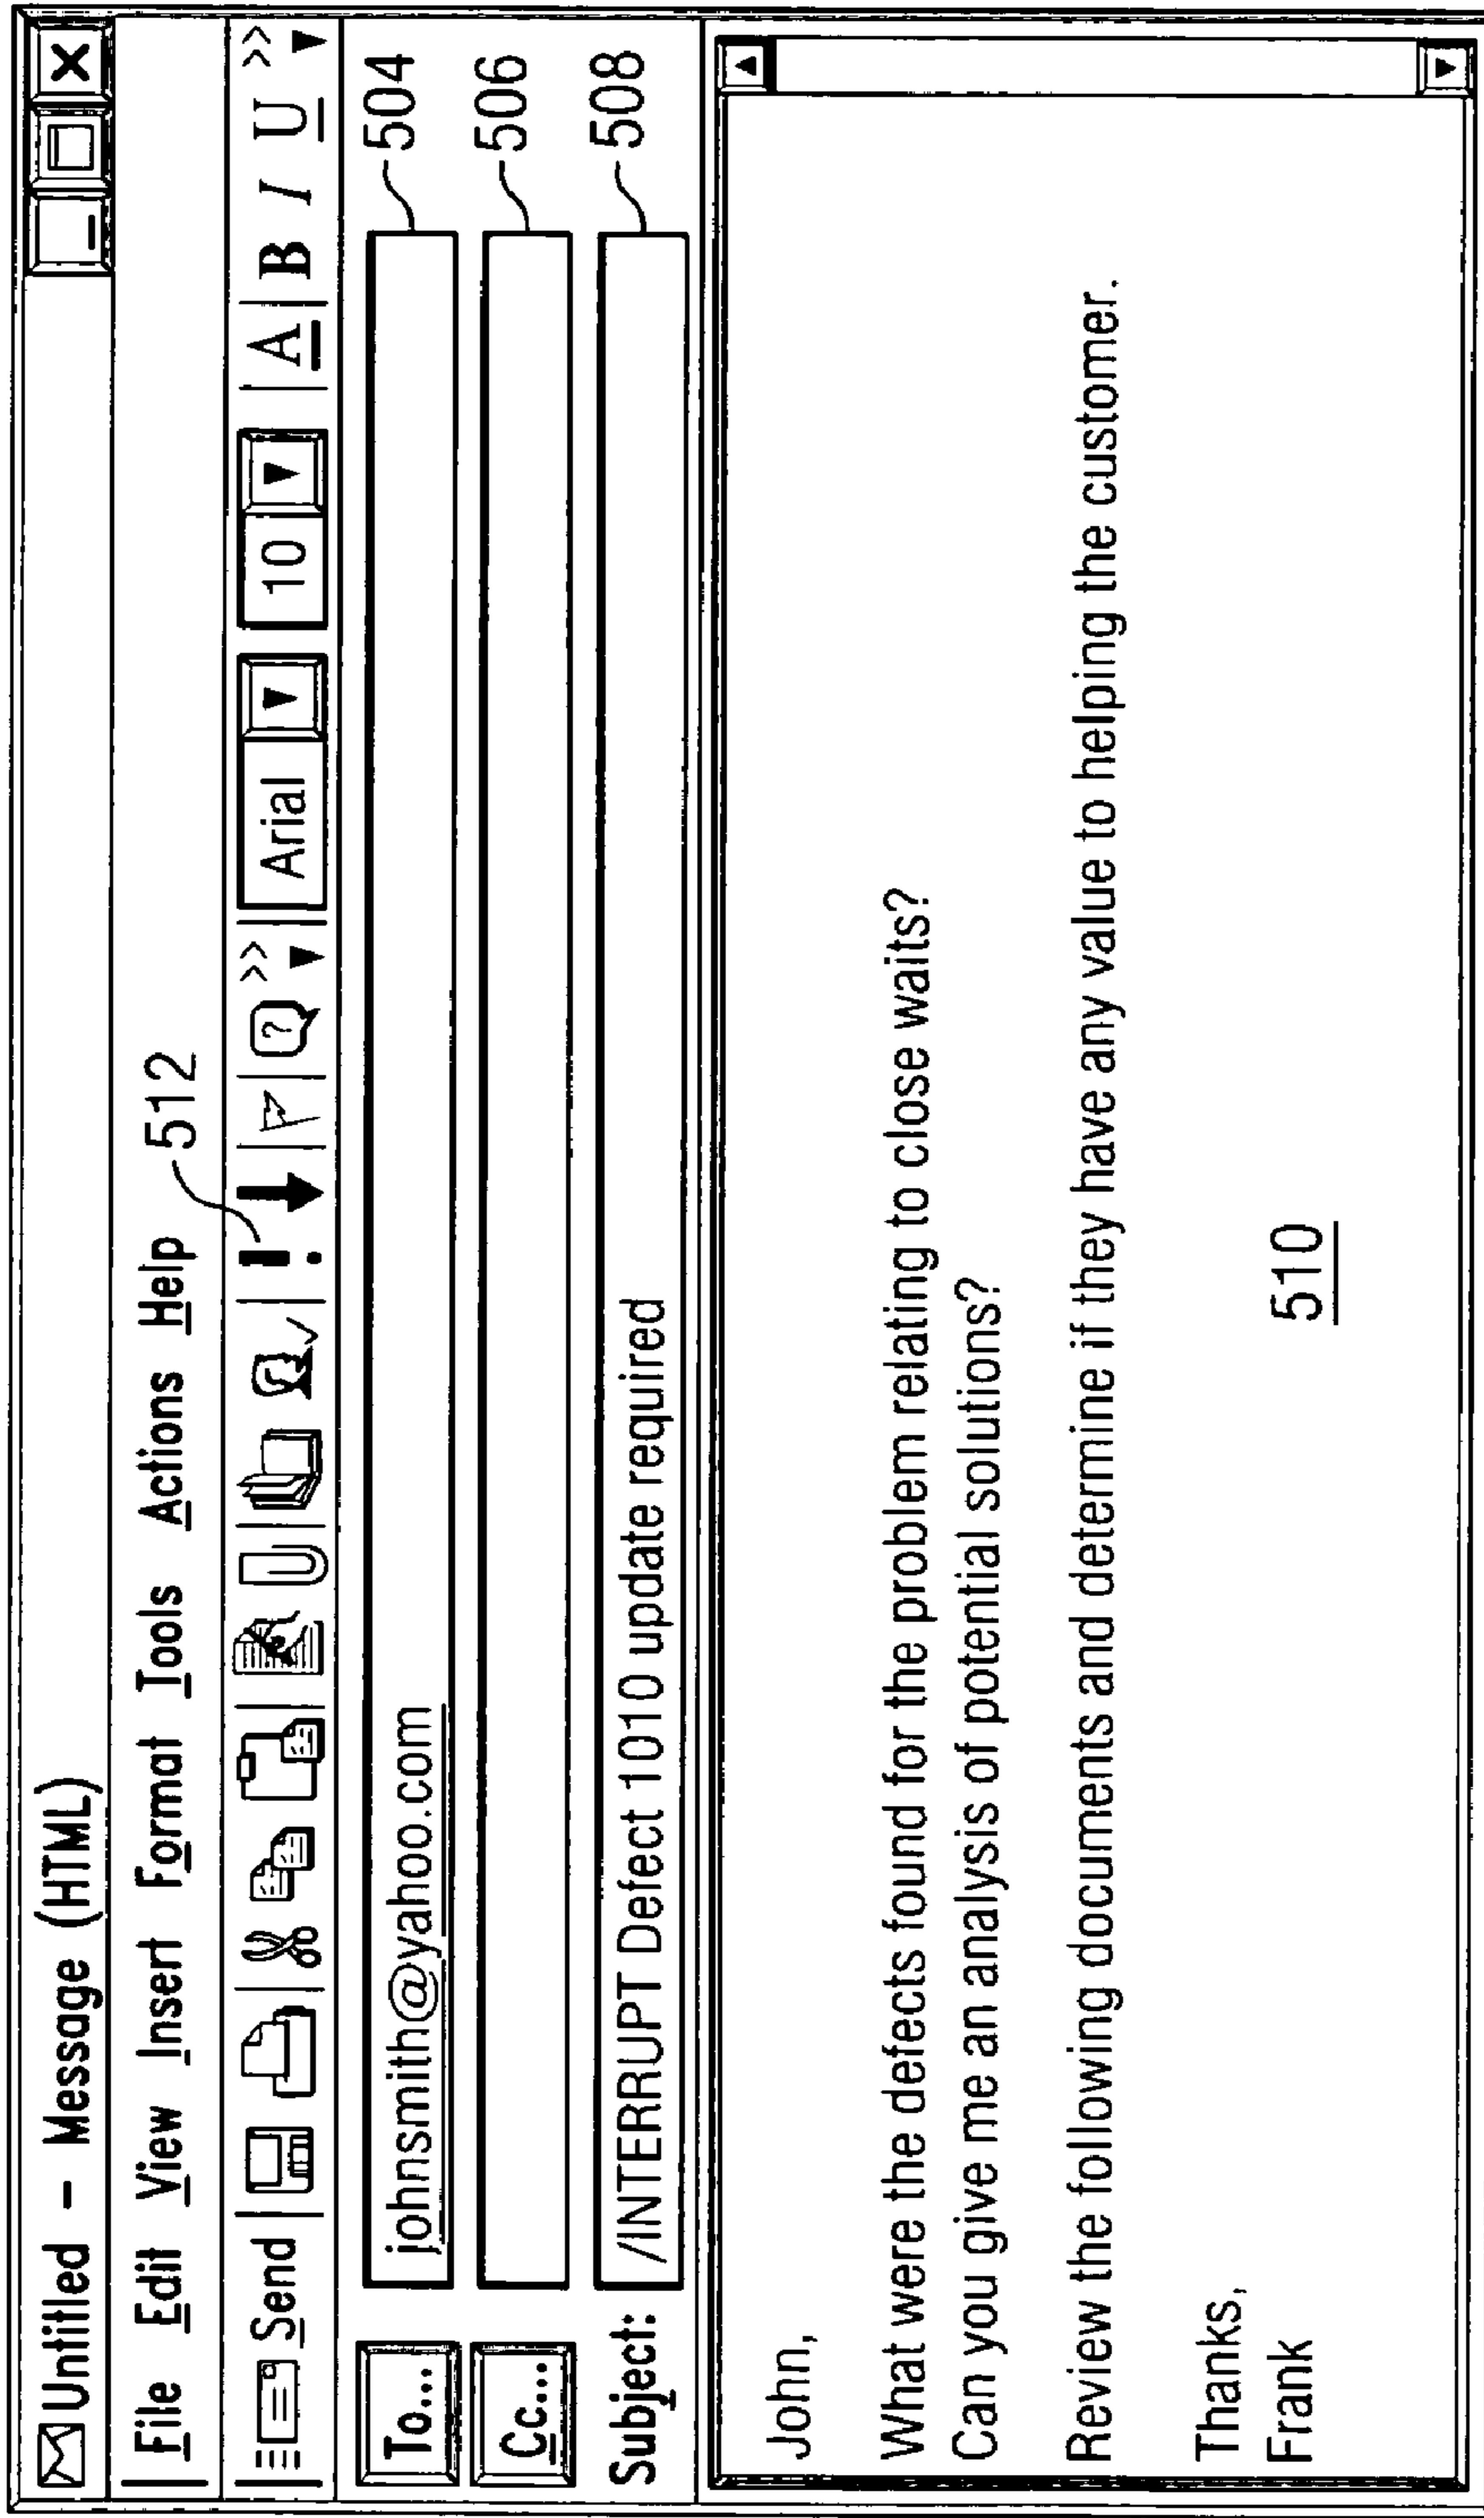 Untitled – Message (HTML)
File Edit View Insert Format Tools Actions Help
512
Send ! ? >> Arial 10 A B I U >>
To... johnsmith@yahoo.com 504
Cc... 506
Subject: /INTERRUPT Defect 1010 update required 508
John,
What were the defects found for the problem relating to close waits?
Can you give me an analysis of potential solutions?
Review the following documents and determine if they have any value to helping the customer.
Thanks,
Frank
510